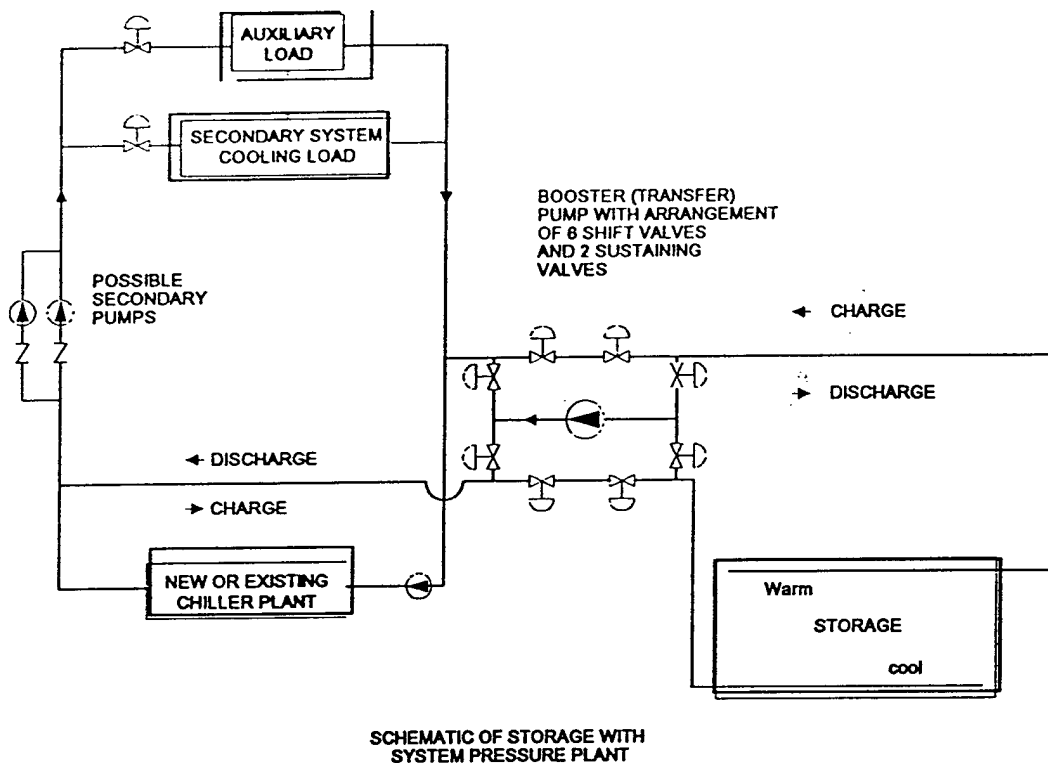 AUXILIARY
LOAD
SECONDARY SYSTEM
COOLING LOAD
BOOSTER (TRANSFER)
PUMP WITH ARRANGEMENT
OF 6 SHIFT VALVES
AND 2 SUSTAINING
VALVES
POSSIBLE
SECONDARY
PUMPS
CHARGE
DISCHARGE
DISCHARGE
CHARGE
NEW OR EXISTING
CHILLER PLANT
Warm
STORAGE
cool
SCHEMATIC OF STORAGE WITH
SYSTEM PRESSURE PLANT